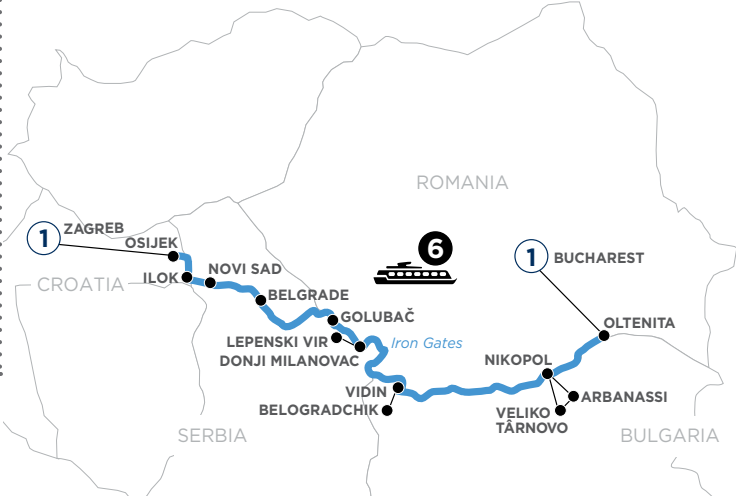 ROMANIA
1
ZAGREB
OSIJEK
6
1
BUCHAREST
CROATIA
ILOK
NOVI SAD
BELGRADE
GOLUBAČ
OLTENITA
LEPENSKI VIR
DONJI MILANOVAC
Iron Gates
NIKOPOL
VIDIN
BELOGRADCHIK
ARBANASSI
VELIKO
TÂRNOVO
SERBIA
BULGARIA